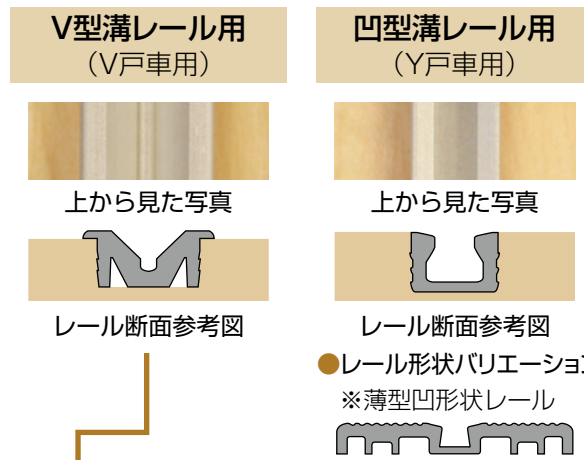 V型溝レール用
（V戸車用）
上から見た写真
レール断面参考図
凹型溝レール用
（Y戸車用）
上から見た写真
レール断面参考図
●レール形状バリエーション
※薄型凹形状レール